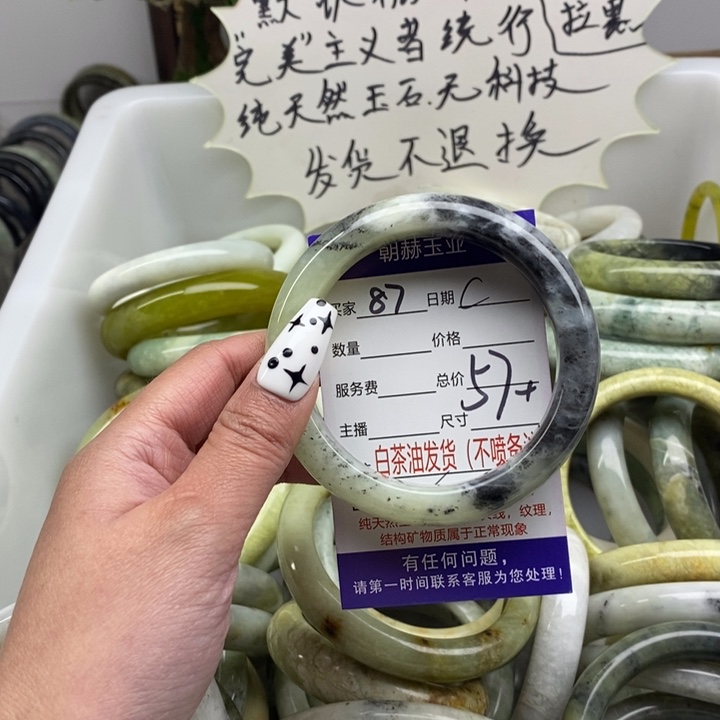 "完美"主义者绕行
拉黑
纯天然玉石.无科技
发货不退换
朝赫玉业
买家 87 日期 C
数量 价格
服务费 总价 57+
主播 尺寸
白茶油发货(不喷
纹理,
结构矿物质属于正常现象
有任何问题,
请第一时间联系客服为您处理!